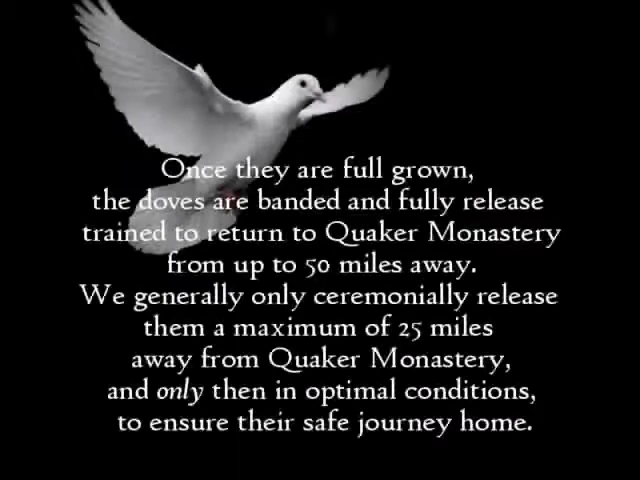 Once they are full grown,
the doves are banded and fully release
trained to return to Quaker Monastery
from up to 50 miles away.
We generally only ceremonially release
them a maximum of 25 miles
away from Quaker Monastery,
and only then in optimal conditions,
to ensure their safe journey home.